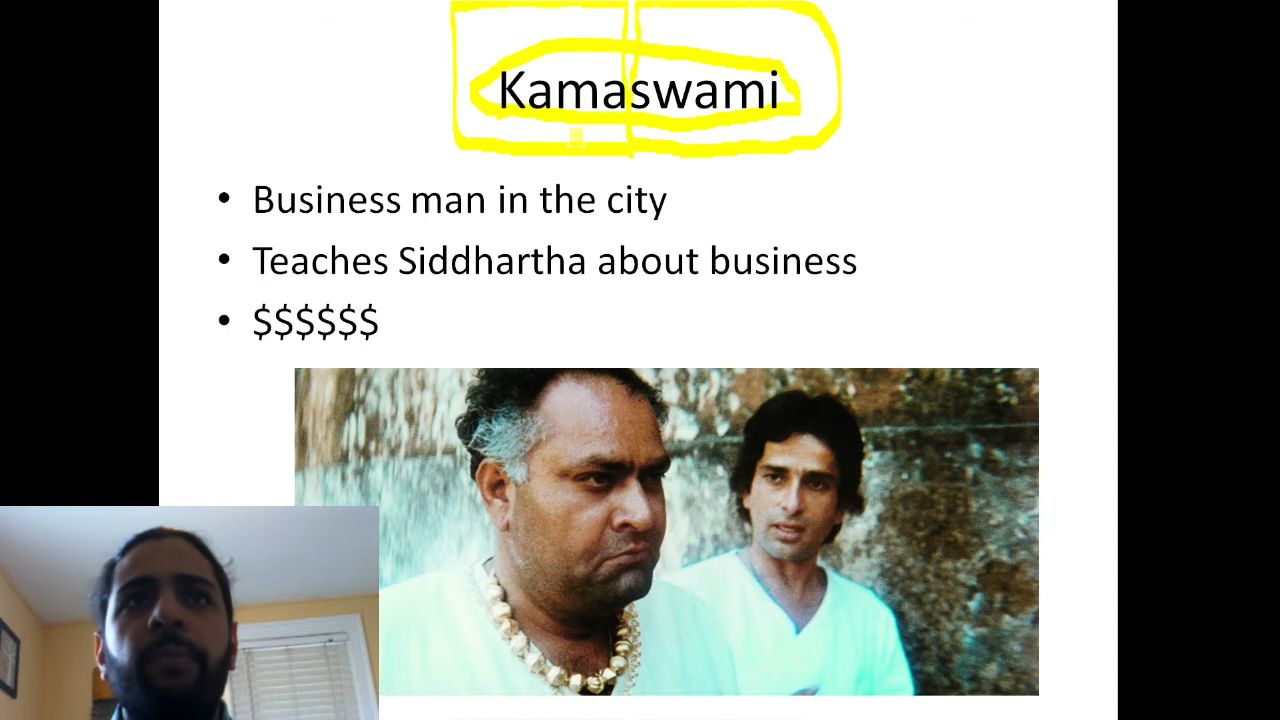 Kamaswami
• Business man in the city
• Teaches Siddhartha about business
• $$$$$$